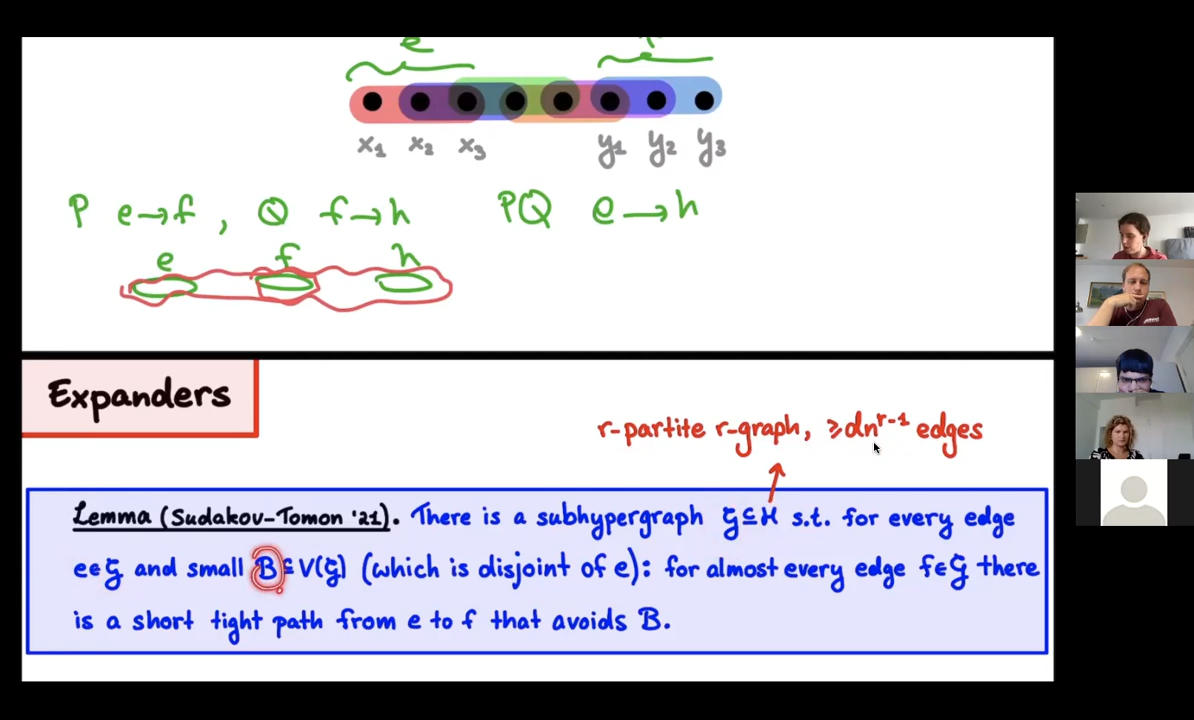 e
x₁ x₂ x₃ y₁ y₂ y₃
P e→f , Q f→h PQ e→h
e f h
Expanders
r-partite r-graph, ≥dnʳ⁻¹ edges
Lemma (Sudakov-Tomon '21). There is a subhypergraph G⊆H s.t. for every edge
e∈G and small B⊆V(G) (which is disjoint of e): for almost every edge f∈G there
is a short tight path from e to f that avoids B.